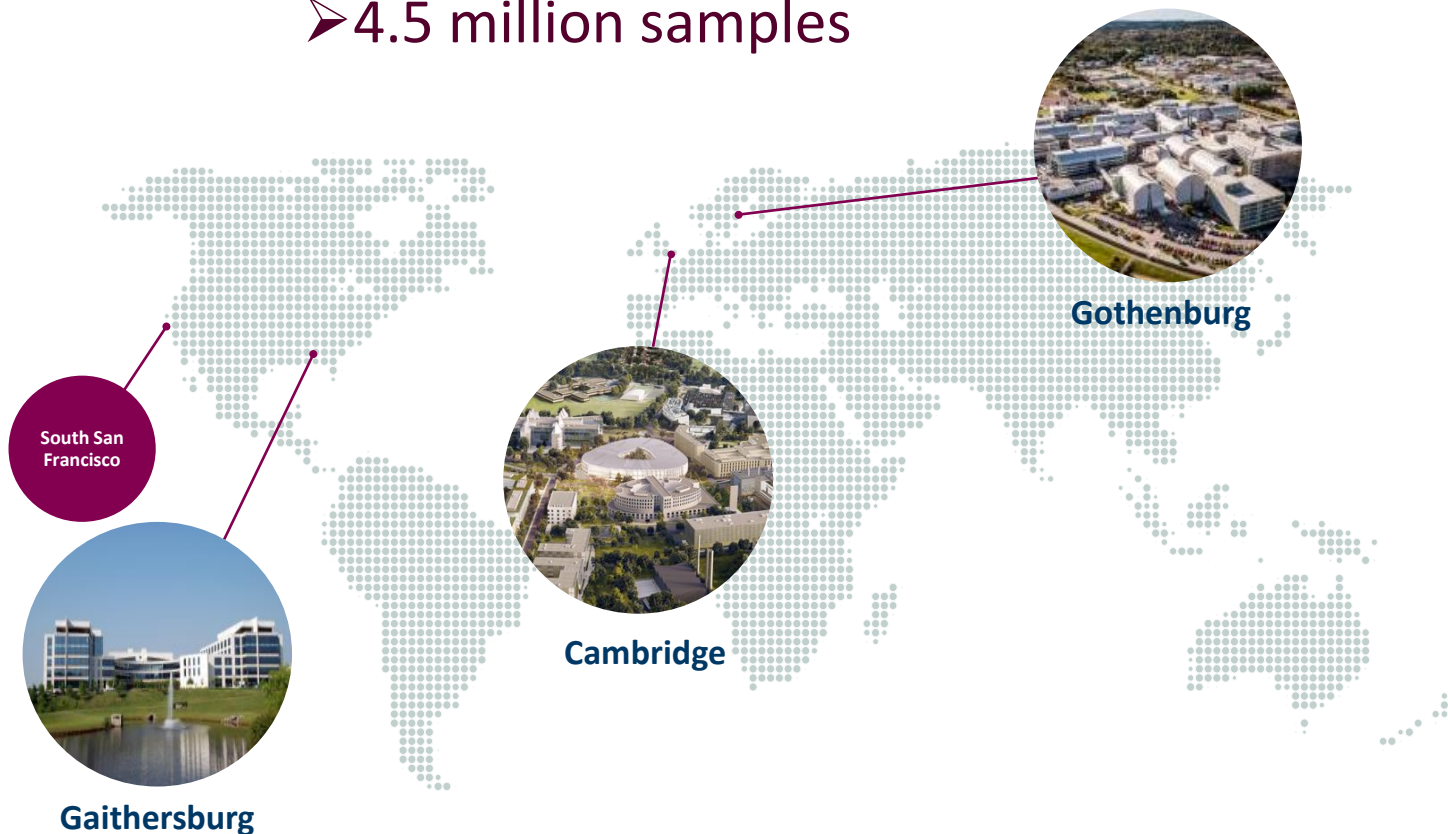 ➢4.5 million samples
Gothenburg
South San
Francisco
Cambridge
Gaithersburg